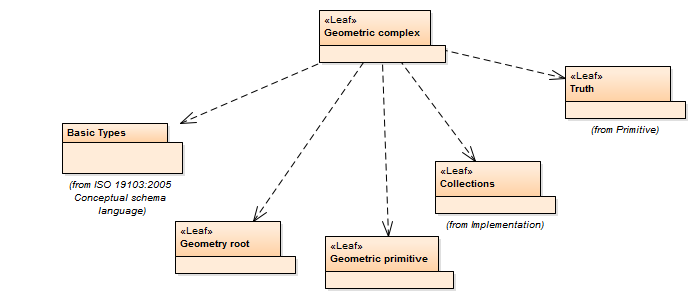 «Leaf»
Geometric complex
«Leaf»
Truth
(from Primitive)
Basic Types
(from ISO 19103:2005
Conceptual schema
language)
«Leaf»
Collections
(from Implementation)
«Leaf»
Geometry root
«Leaf»
Geometric primitive